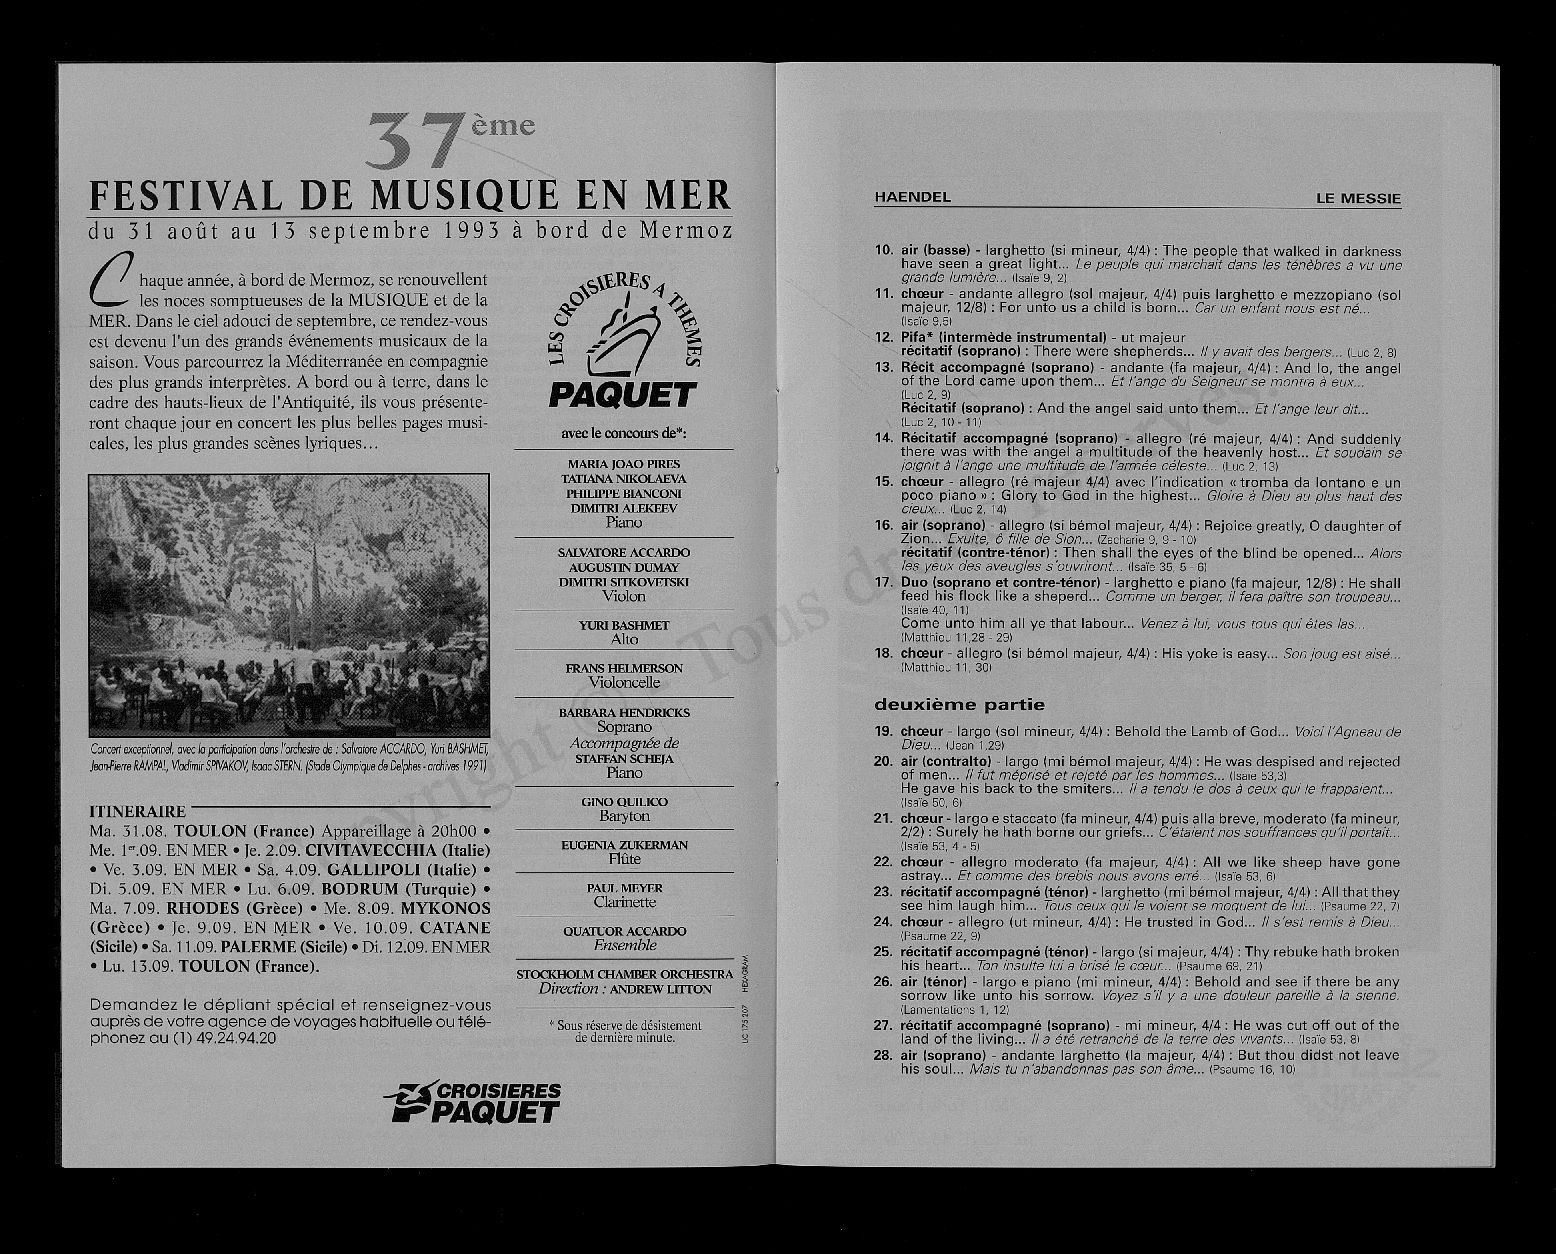 37ème
FESTIVAL DE MUSIQUE EN MER
du 31 août au 13 septembre 1993 à bord de Mermoz
Chaque année, à bord de Mermoz, se renouvellent
les noces somptueuses de la MUSIQUE et de la
MER. Dans le ciel adouci de septembre, ce rendez-vous
est devenu l'un des grands événements musicaux de la
saison. Vous parcourrez la Méditerranée en compagnie
des plus grands interprètes. A bord ou à terre, dans le
cadre des hauts-lieux de l'Antiquité, ils vous présente-
ront chaque jour en concert les plus belles pages musi-
cales, les plus grandes scènes lyriques...
Concert exceptionnel, avec la participation dans l'orchestre de : Salvatore ACCARDO, Yuri BASHMET,
Jean-Pierre RAMPAL, Vladimir SPIVAKOV, Isaac STERN. (Stade Olympique de Delphes - archives 1991)
ITINERAIRE
Ma. 31.08. TOULON (France) Appareillage à 20h00 •
Me. 1er.09. EN MER • Je. 2.09. CIVITAVECCHIA (Italie)
• Ve. 3.09. EN MER • Sa. 4.09. GALLIPOLI (Italie) •
Di. 5.09. EN MER • Lu. 6.09. BODRUM (Turquie) •
Ma. 7.09. RHODES (Grèce) • Me. 8.09. MYKONOS
(Grèce) • Je. 9.09. EN MER • Ve. 10.09. CATANE
(Sicile) • Sa. 11.09. PALERME (Sicile) • Di. 12.09. EN MER
• Lu. 13.09. TOULON (France).
Demandez le dépliant spécial et renseignez-vous
auprès de votre agence de voyages habituelle ou télé-
phonez au (1) 49.24.94.20
LES CROISIERES A THEMES
PAQUET
avec le concours de*:
MARIA JOAO PIRES
TATIANA NIKOLAEVA
PHILIPPE BIANCONI
DIMITRI ALEKEEV
Piano
SALVATORE ACCARDO
AUGUSTIN DUMAY
DIMITRI SITKOVETSKI
Violon
YURI BASHMET
Alto
FRANS HELMERSON
Violoncelle
BARBARA HENDRICKS
Soprano
Accompagnée de
STAFFAN SCHEJA
Piano
GINO QUILICO
Baryton
EUGENIA ZUKERMAN
Flûte
PAUL MEYER
Clarinette
QUATUOR ACCARDO
Ensemble
STOCKHOLM CHAMBER ORCHESTRA
Direction : ANDREW LITTON
* Sous réserve de désistement
de dernière minute.
LIC 175 207 HEXAGRAM
CROISIERES
PAQUET
HAENDEL LE MESSIE
10. air (basse) - larghetto (si mineur, 4/4) : The people that walked in darkness
have seen a great light... Le peuple qui marchait dans les ténèbres a vu une
grande lumière... (Isaïe 9, 2)
11. chœur - andante allegro (sol majeur, 4/4) puis larghetto e mezzopiano (sol
majeur, 12/8) : For unto us a child is born... Car un enfant nous est né...
(Isaïe 9,5)
12. Pifa* (intermède instrumental) - ut majeur
récitatif (soprano) : There were shepherds... Il y avait des bergers... (Luc 2, 8)
13. Récit accompagné (soprano) - andante (fa majeur, 4/4) : And lo, the angel
of the Lord came upon them... Et l'ange du Seigneur se montra à eux...
(Luc 2, 9)
Récitatif (soprano) : And the angel said unto them... Et l'ange leur dit...
(Luc 2, 10 - 11)
14. Récitatif accompagné (soprano) - allegro (ré majeur, 4/4) : And suddenly
there was with the angel a multitude of the heavenly host... Et soudain se
joignit à l'ange une multitude de l'armée céleste... (Luc 2, 13)
15. chœur - allegro (ré majeur 4/4) avec l'indication « tromba da lontano e un
poco piano » : Glory to God in the highest... Gloire à Dieu au plus haut des
cieux... (Luc 2, 14)
16. air (soprano) - allegro (si bémol majeur, 4/4) : Rejoice greatly, O daughter of
Zion... Exulte, ô fille de Sion... (Zacharie 9, 9 - 10)
récitatif (contre-ténor) : Then shall the eyes of the blind be opened... Alors
les yeux des aveugles s'ouvriront... (Isaïe 35, 5 - 6)
17. Duo (soprano et contre-ténor) - larghetto e piano (fa majeur, 12/8) : He shall
feed his flock like a sheperd... Comme un berger, il fera paître son troupeau...
(Isaïe 40, 11)
Come unto him all ye that labour... Venez à lui, vous tous qui êtes las...
(Matthieu 11,28 - 29)
18. chœur - allegro (si bémol majeur, 4/4) : His yoke is easy... Son joug est aisé...
(Matthieu 11, 30)
deuxième partie
19. chœur - largo (sol mineur, 4/4) : Behold the Lamb of God... Voici l'Agneau de
Dieu... (Jean 1,29)
20. air (contralto) - largo (mi bémol majeur, 4/4) : He was despised and rejected
of men... Il fut méprisé et rejeté par les hommes... (Isaïe 53,3)
He gave his back to the smiters... Il a tendu le dos à ceux qui le frappaient...
(Isaïe 50, 6)
21. chœur - largo e staccato (fa mineur, 4/4) puis alla breve, moderato (fa mineur,
2/2) : Surely he hath borne our griefs... C'étaient nos souffrances qu'il portait...
(Isaïe 53, 4 - 5)
22. chœur - allegro moderato (fa majeur, 4/4) : All we like sheep have gone
astray... Et comme des brebis nous avons erré... (Isaïe 53, 6)
23. récitatif accompagné (ténor) - larghetto (mi bémol majeur, 4/4) : All that they
see him laugh him... Tous ceux qui le voient se moquent de lui... (Psaume 22, 7)
24. chœur - allegro (ut mineur, 4/4) : He trusted in God... Il s'est remis à Dieu...
(Psaume 22, 9)
25. récitatif accompagné (ténor) - largo (si majeur, 4/4) : Thy rebuke hath broken
his heart... Ton insulte lui a brisé le cœur... (Psaume 69, 21)
26. air (ténor) - largo e piano (mi mineur, 4/4) : Behold and see if there be any
sorrow like unto his sorrow. Voyez s'il y a une douleur pareille à la sienne.
(Lamentations 1, 12)
27. récitatif accompagné (soprano) - mi mineur, 4/4 : He was cut off out of the
land of the living... Il a été retranché de la terre des vivants... (Isaïe 53, 8)
28. air (soprano) - andante larghetto (la majeur, 4/4) : But thou didst not leave
his soul... Mais tu n'abandonnas pas son âme... (Psaume 16, 10)